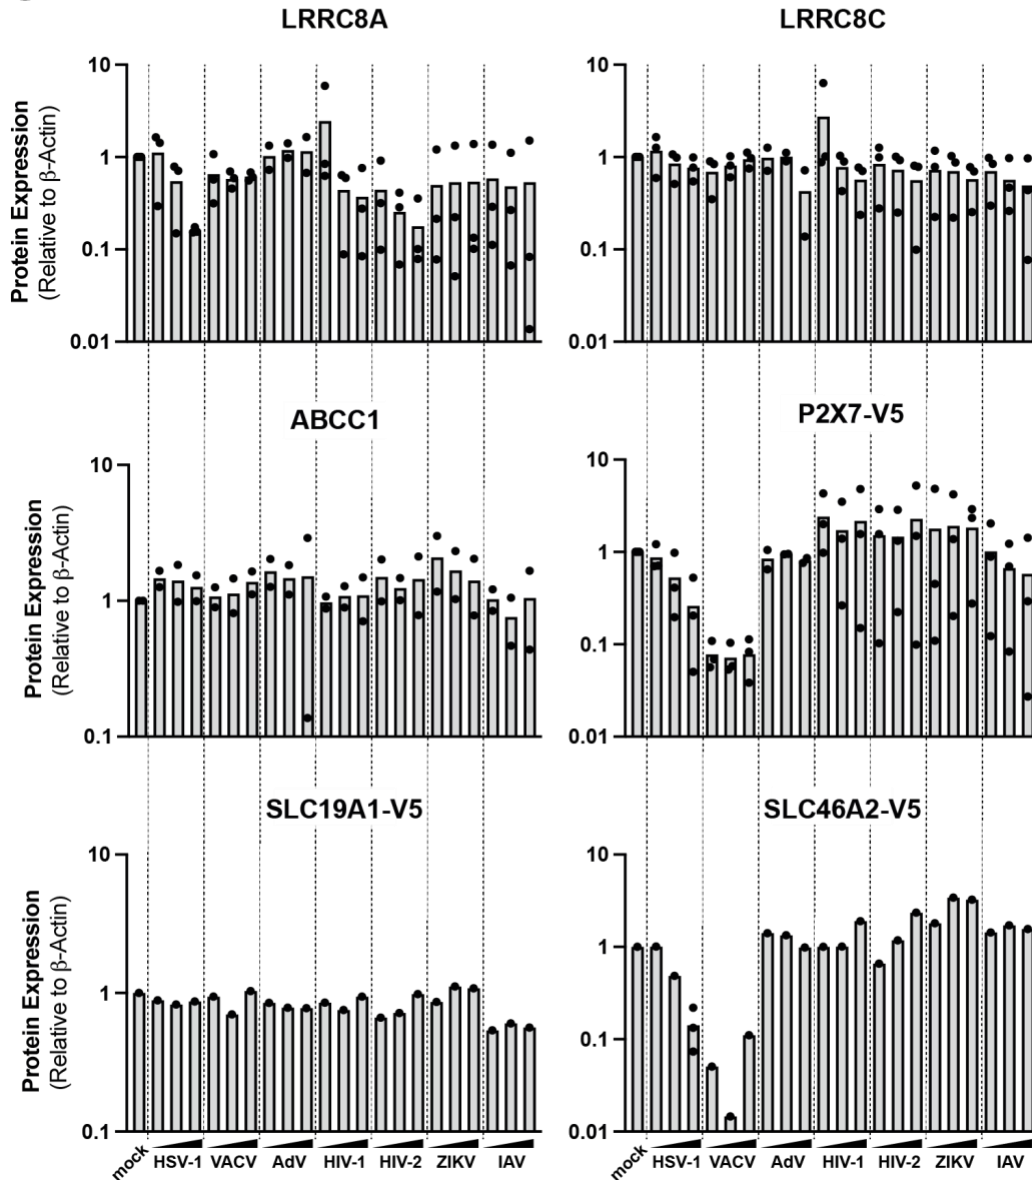 LRRC8A
LRRC8C
Protein Expression
(Relative to β-Actin)
10
1
0.1
0.01
10
1
0.1
0.01
ABCC1
P2X7-V5
Protein Expression
(Relative to β-Actin)
10
1
0.1
10
1
0.1
0.01
SLC19A1-V5
SLC46A2-V5
Protein Expression
(Relative to β-Actin)
10
1
0.1
10
1
0.1
0.01
mock HSV-1 VACV AdV HIV-1 HIV-2 ZIKV IAV
mock HSV-1 VACV AdV HIV-1 HIV-2 ZIKV IAV